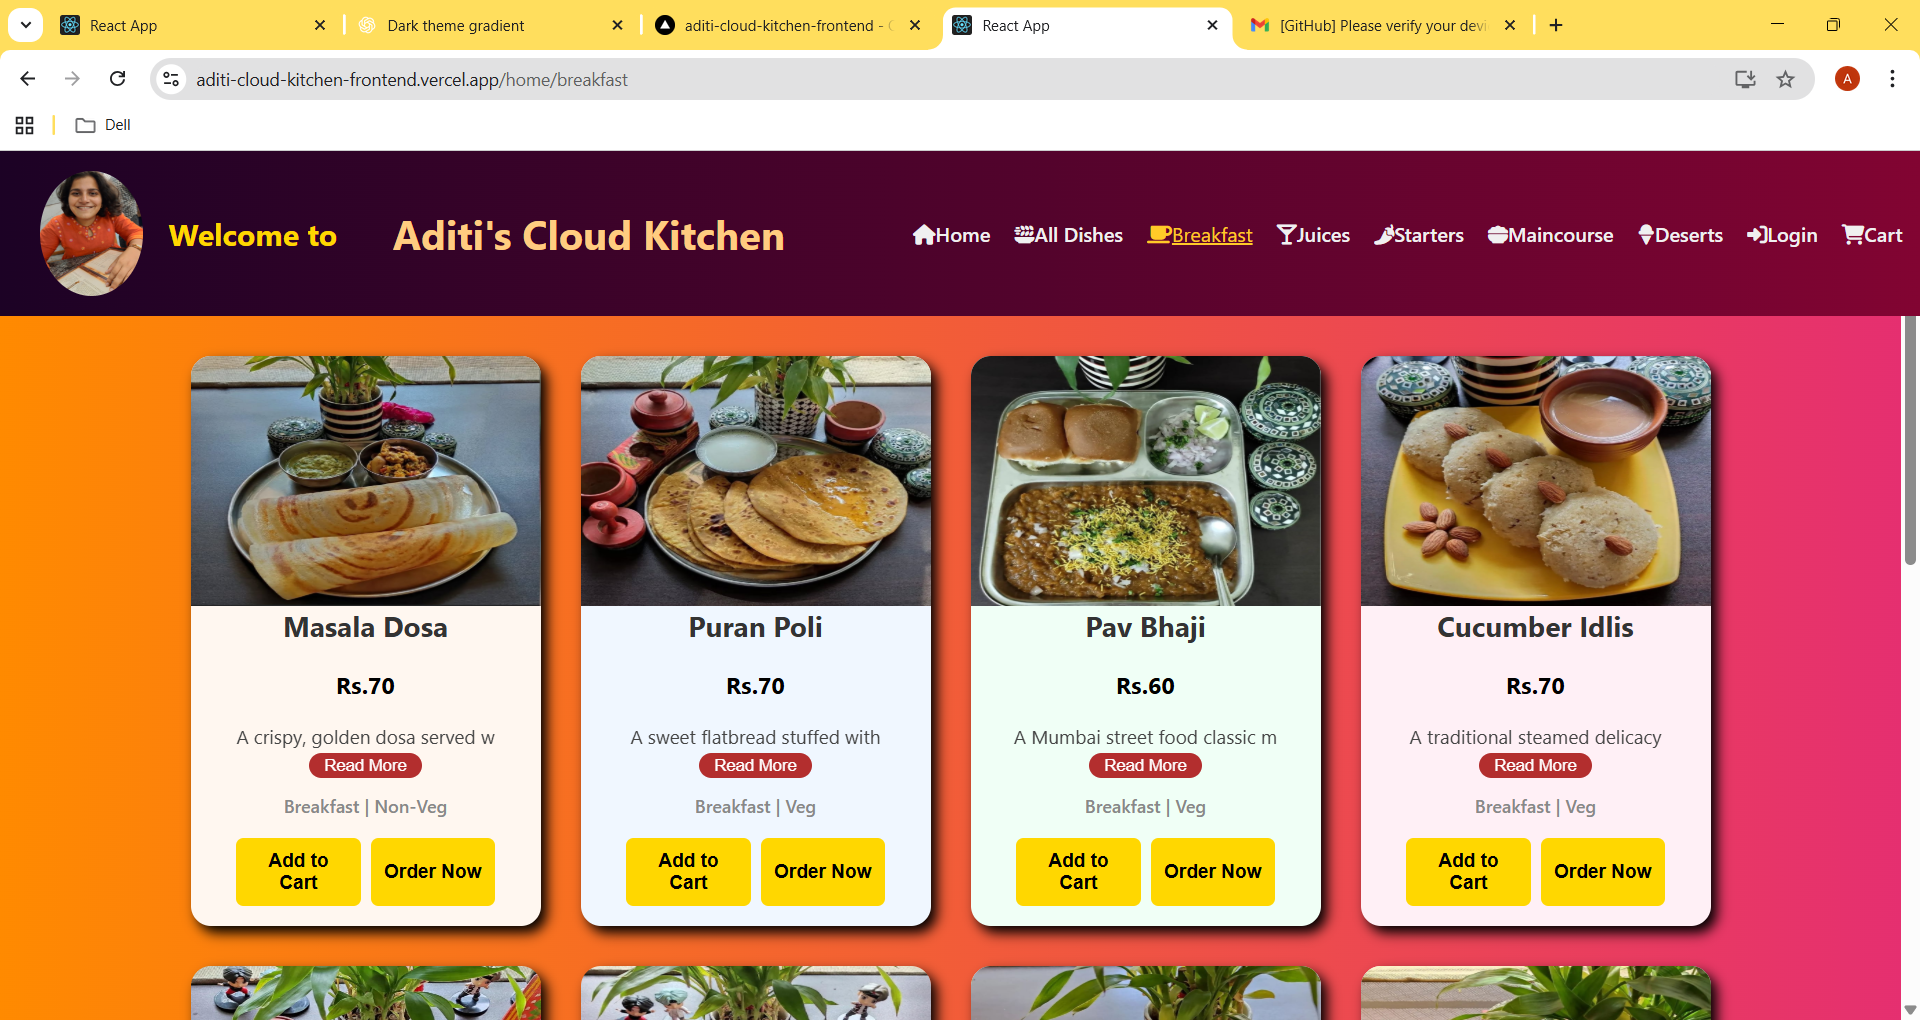 React App
Dark theme gradient
aditi-cloud-kitchen-frontend -
React App
[GitHub] Please verify your devi
aditi-cloud-kitchen-frontend.vercel.app/home/breakfast
A
Dell
Welcome to
Aditi's Cloud Kitchen
Home
All Dishes
Breakfast
Juices
Starters
Maincourse
Deserts
Login
Cart
Masala Dosa
Rs.70
A crispy, golden dosa served w
Read More
Breakfast | Non-Veg
Add to
Cart
Order Now
Puran Poli
Rs.70
A sweet flatbread stuffed with
Read More
Breakfast | Veg
Add to
Cart
Order Now
Pav Bhaji
Rs.60
A Mumbai street food classic m
Read More
Breakfast | Veg
Add to
Cart
Order Now
Cucumber Idlis
Rs.70
A traditional steamed delicacy
Read More
Breakfast | Veg
Add to
Cart
Order Now